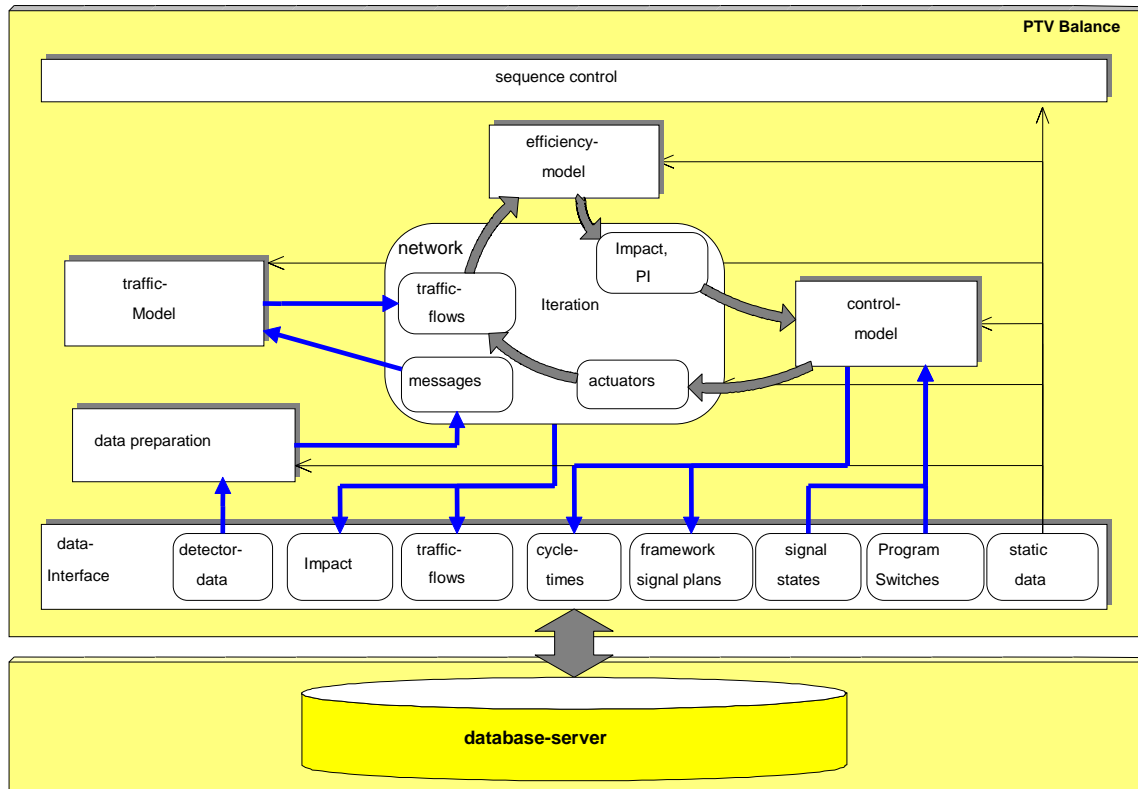 PTV Balance
sequence control
efficiency-
model
network
Impact,
PI
traffic-
Model
traffic-
flows
Iteration
control-
model
messages
actuators
data preparation
data-
Interface
detector-
data
Impact
traffic-
flows
cycle-
times
framework
signal plans
signal
states
Program
Switches
static
data
database-server